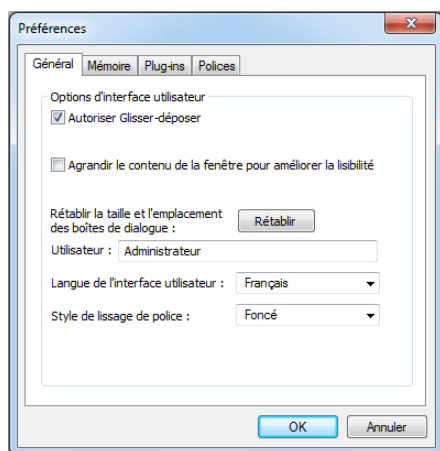 Préférences
Général Mémoire Plug-ins Polices
Options d'interface utilisateur
Autoriser Glisser-déposer
Agrandir le contenu de la fenêtre pour améliorer la lisibilité
Rétablir la taille et l'emplacement
des boîtes de dialogue : Rétablir
Utilisateur : Administrateur
Langue de l'interface utilisateur : Français
Style de lissage de police : Foncé
OK Annuler